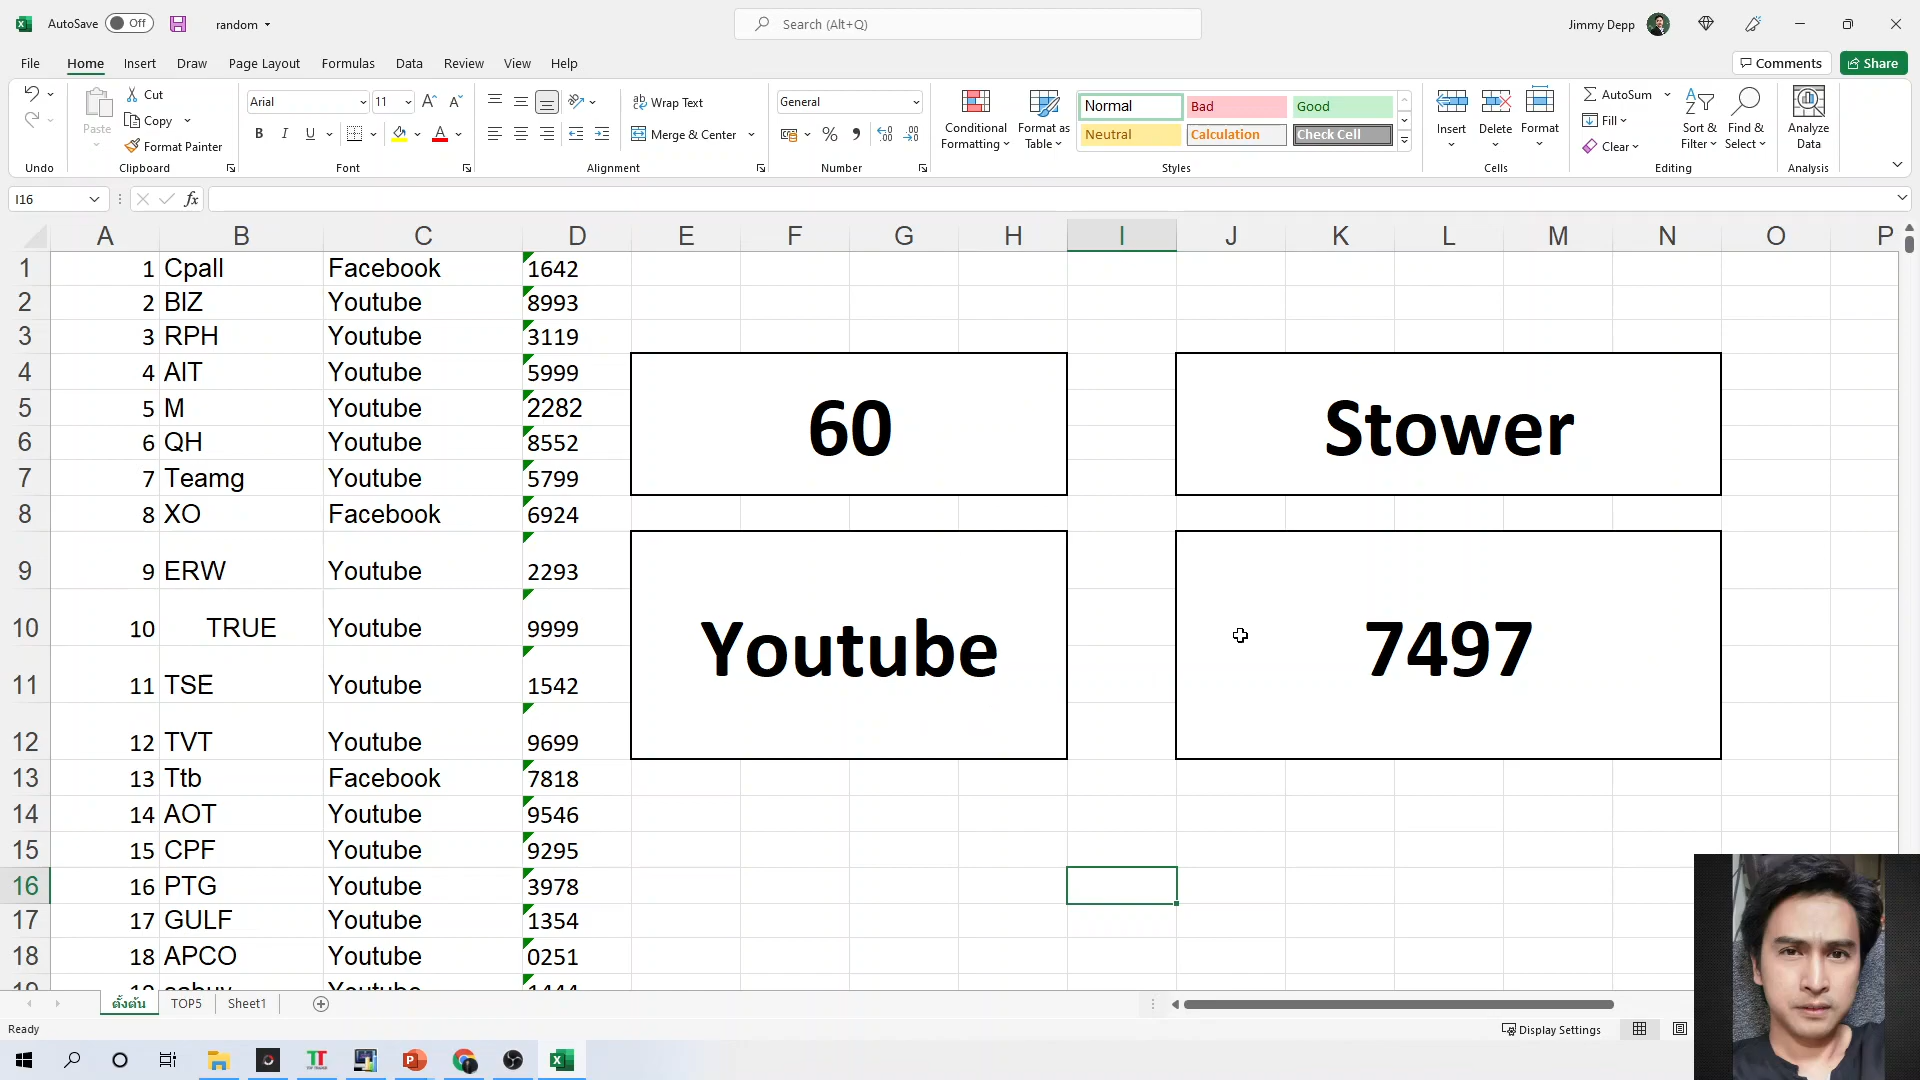 AutoSave Off random Search (Alt+Q) Jimmy Depp
File Home Insert Draw Page Layout Formulas Data Review View Help Comments Share
Paste Cut Copy Format Painter
Arial 11 B I U A
ab Wrap Text Merge & Center
General % 9
Conditional Formatting Format as Table
Normal Bad Good
Neutral Calculation Check Cell
Insert Delete Format
AutoSum Fill Clear
Sort & Filter Find & Select Analyze Data
Undo Clipboard Font Alignment Number Styles Cells Editing Analysis
I16 fx
A B C D E F G H I J K L M N O P
1 1 Cpall Facebook 1642
2 2 BIZ Youtube 8993
3 3 RPH Youtube 3119
4 4 AIT Youtube 5999
5 5 M Youtube 2282
6 6 QH Youtube 8552
7 7 Teamg Youtube 5799
8 8 XO Facebook 6924
9 9 ERW Youtube 2293
10 10 TRUE Youtube 9999
11 11 TSE Youtube 1542
12 12 TVT Youtube 9699
13 13 Ttb Facebook 7818
14 14 AOT Youtube 9546
15 15 CPF Youtube 9295
16 16 PTG Youtube 3978
17 17 GULF Youtube 1354
18 18 APCO Youtube 0251
60
Stower
Youtube
7497
ตั้งต้น TOP5 Sheet1
Ready Display Settings